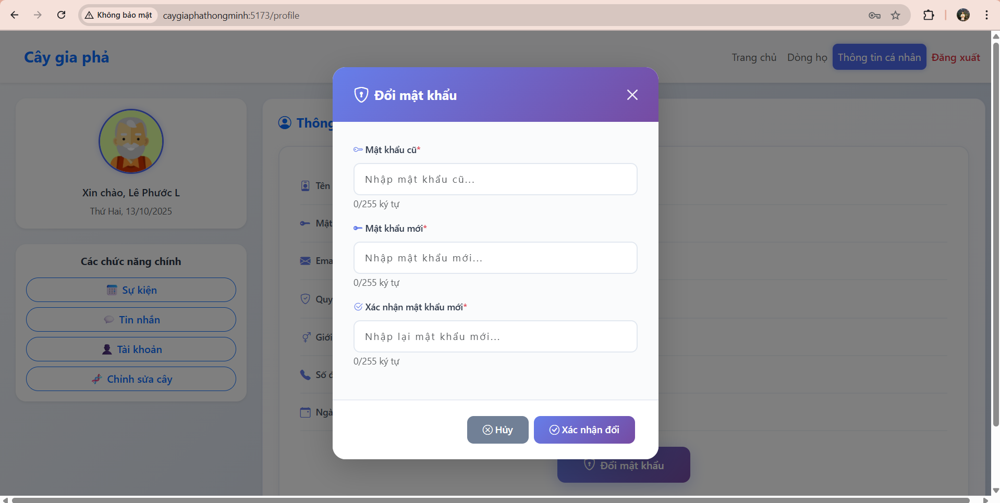 Không bảo mật
caygiaphathongminh:5173/profile
Cây gia phả
Trang chủ
Dòng họ
Thông tin cá nhân
Đăng xuất
Xin chào, Lê Phước L
Thứ Hai, 13/10/2025
Các chức năng chính
Sự kiện
Tin nhắn
Tài khoản
Chỉnh sửa cây
Thông
Tên
Mật
Ema
Quy
Giới
Số đ
Ngà
Đổi mật khẩu
Đổi mật khẩu
Mật khẩu cũ*
Nhập mật khẩu cũ...
0/255 ký tự
Mật khẩu mới*
Nhập mật khẩu mới...
0/255 ký tự
Xác nhận mật khẩu mới*
Nhập lại mật khẩu mới...
0/255 ký tự
Hủy
Xác nhận đổi